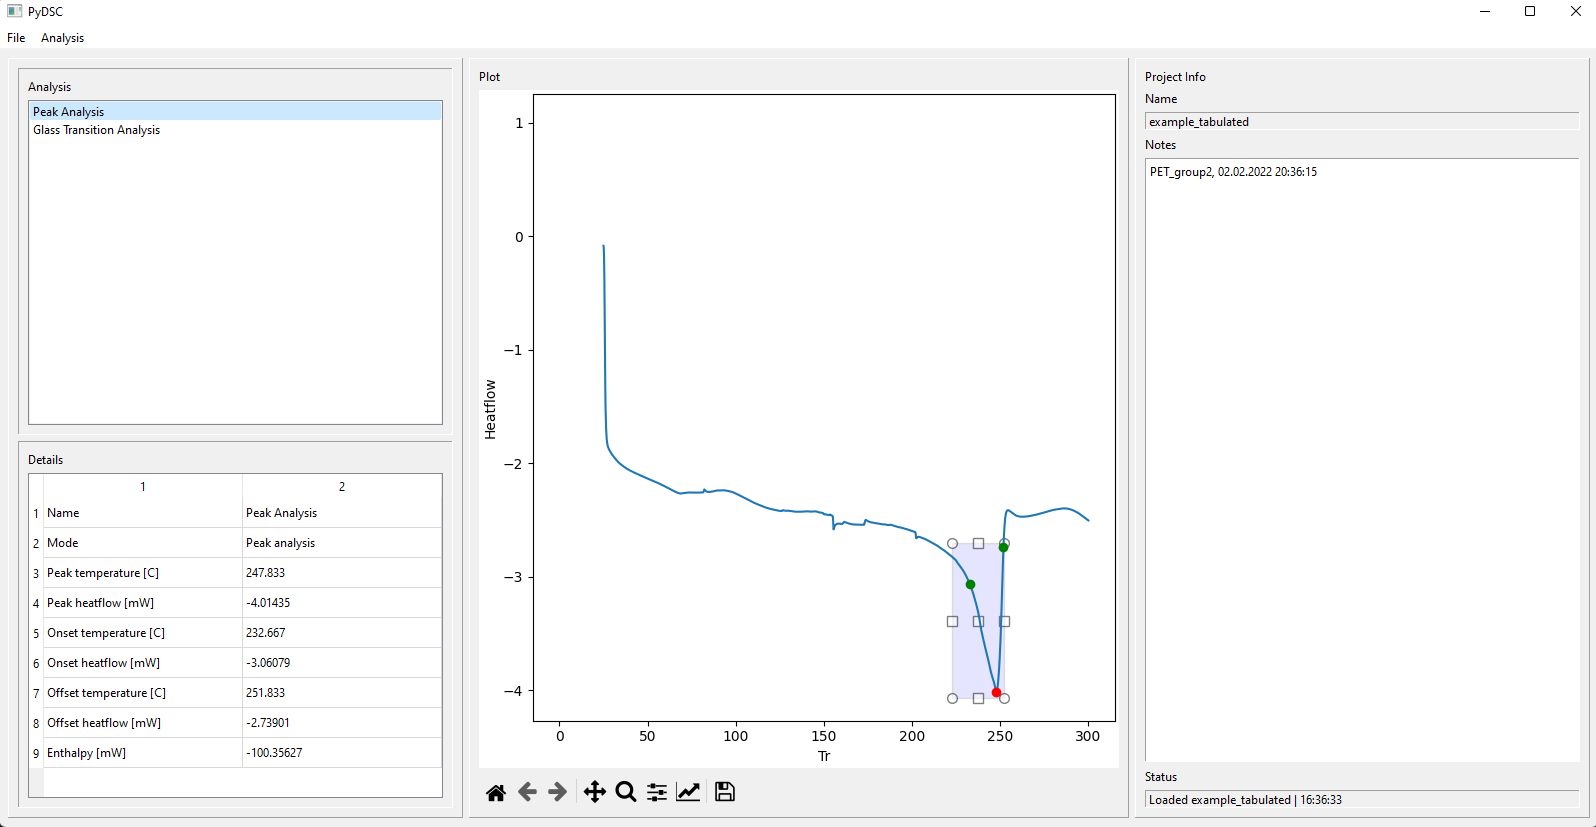 PyDSC
File Analysis
Analysis
Peak Analysis
Glass Transition Analysis
Details
1 2
1 Name Peak Analysis
2 Mode Peak analysis
3 Peak temperature [C] 247.833
4 Peak heatflow [mW] -4.01435
5 Onset temperature [C] 232.667
6 Onset heatflow [mW] -3.06079
7 Offset temperature [C] 251.833
8 Offset heatflow [mW] -2.73901
9 Enthalpy [mW] -100.35627
Plot
1
0
−1
−2
−3
−4
Heatflow
0 50 100 150 200 250 300
Tr
Project Info
Name
example_tabulated
Notes
PET_group2, 02.02.2022 20:36:15
Status
Loaded example_tabulated | 16:36:33